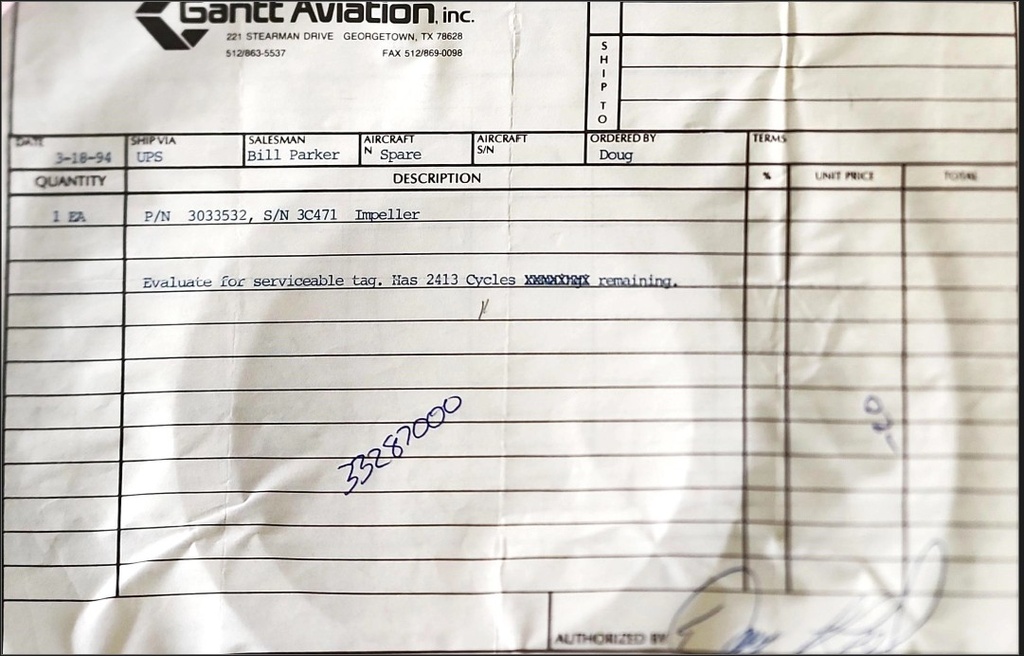 Gantt Aviation, inc.
221 STEARMAN DRIVE GEORGETOWN, TX 78628
512/863-5537 FAX 512/869-0098
SHIP TO
DATE SHIP VIA SALESMAN AIRCRAFT N AIRCRAFT S/N ORDERED BY TERMS
3-18-94 UPS Bill Parker Spare Doug
QUANTITY DESCRIPTION % UNIT PRICE
1 EA P/N 3033532, S/N 3C471 Impeller
Evaluate for serviceable tag. Has 2413 Cycles remaining.
33287000
AUTHORIZED BY